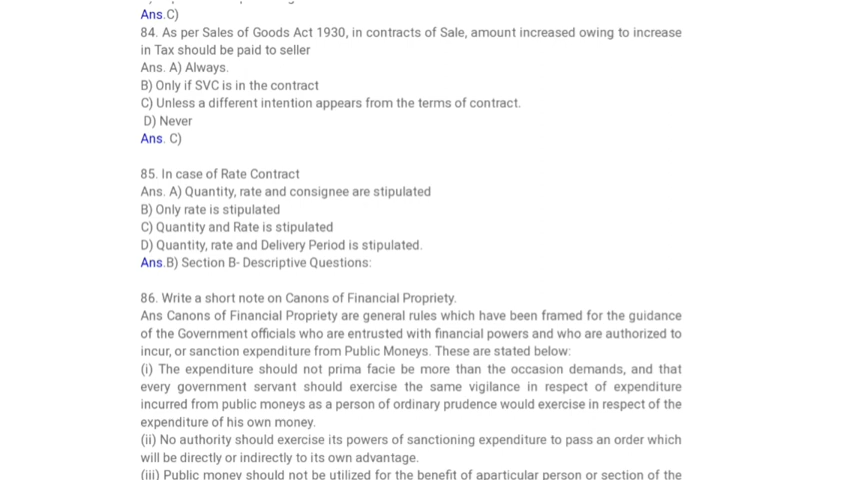 Ans.C)
84. As per Sales of Goods Act 1930, in contracts of Sale, amount increased owing to increase
in Tax should be paid to seller
Ans. A) Always.
B) Only if SVC is in the contract
C) Unless a different intention appears from the terms of contract.
D) Never
Ans. C)
85. In case of Rate Contract
Ans. A) Quantity, rate and consignee are stipulated
B) Only rate is stipulated
C) Quantity and Rate is stipulated
D) Quantity, rate and Delivery Period is stipulated.
Ans.B) Section B- Descriptive Questions:
86. Write a short note on Canons of Financial Propriety.
Ans Canons of Financial Propriety are general rules which have been framed for the guidance
of the Government officials who are entrusted with financial powers and who are authorized to
incur, or sanction expenditure from Public Moneys. These are stated below:
(i) The expenditure should not prima facie be more than the occasion demands, and that
every government servant should exercise the same vigilance in respect of expenditure
incurred from public moneys as a person of ordinary prudence would exercise in respect of the
expenditure of his own money.
(ii) No authority should exercise its powers of sanctioning expenditure to pass an order which
will be directly or indirectly to its own advantage.
(iii) Public money should not be utilized for the benefit of aparticular person or section of the